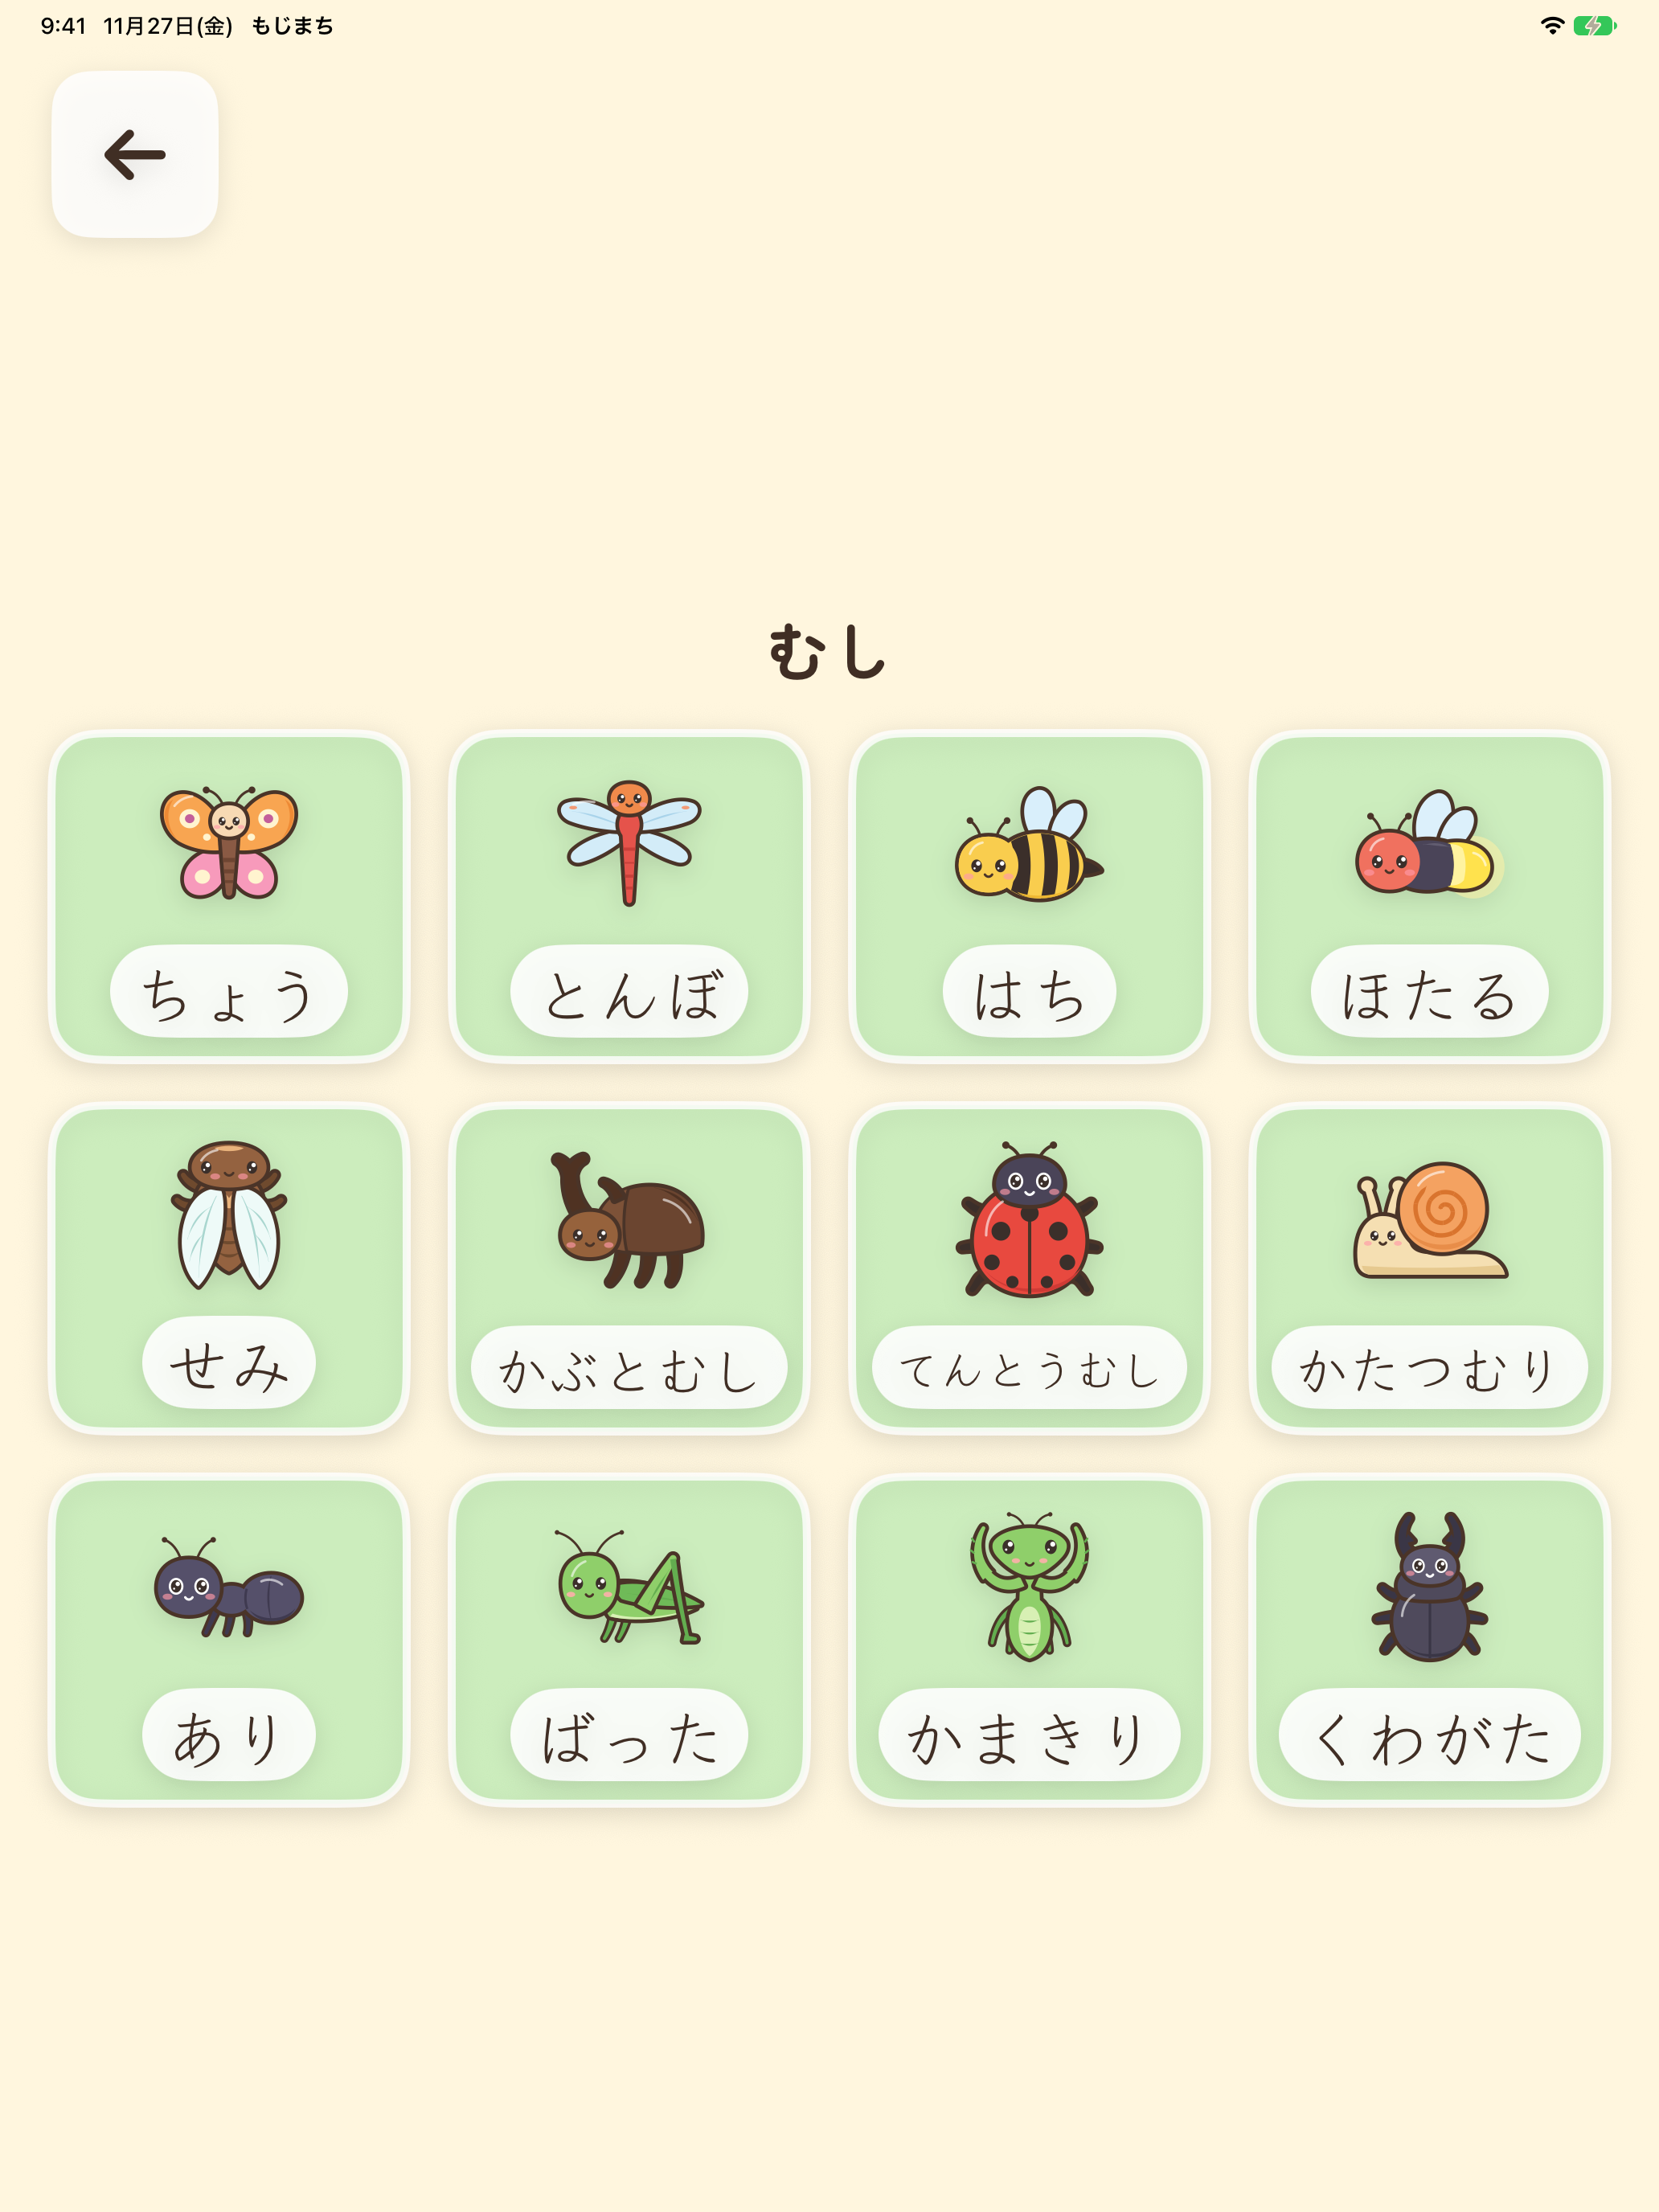 9:41 11月27日(金) もじまち
むし
ちょう とんぼ はち ほたる
せみ かぶとむし てんとうむし かたつむり
あり ばった かまきり くわがた